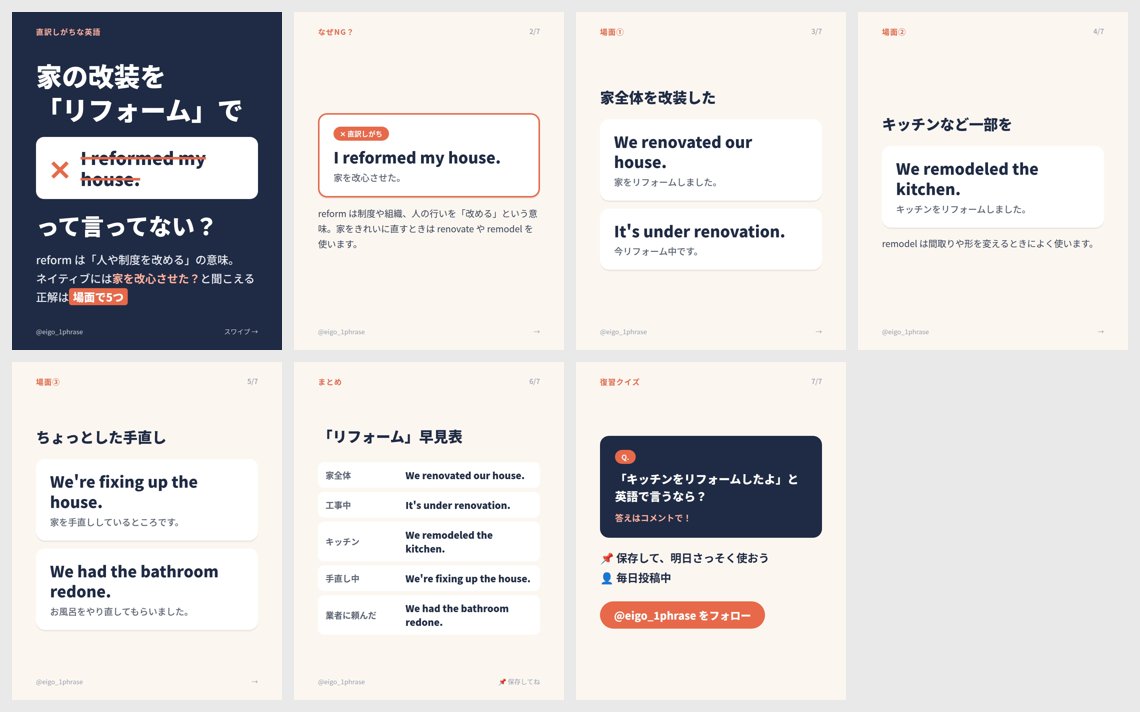 直訳しがちな英語
家の改装を
「リフォーム」で
× I reformed my
house.
って言ってない？
reform は「人や制度を改める」の意味。
ネイティブには家を改心させた？と聞こえる
正解は 場面で5つ
@eigo_1phrase スワイプ →
なぜNG？ 2/7
× 直訳しがち
I reformed my house.
家を改心させた。
reform は制度や組織、人の行いを「改める」という意
味。家をきれいに直すときは renovate や remodel を
使います。
@eigo_1phrase →
場面① 3/7
家全体を改装した
We renovated our
house.
家をリフォームしました。
It's under renovation.
今リフォーム中です。
@eigo_1phrase →
場面② 4/7
キッチンなど一部を
We remodeled the
kitchen.
キッチンをリフォームしました。
remodel は間取りや形を変えるときによく使います。
@eigo_1phrase →
場面③ 5/7
ちょっとした手直し
We're fixing up the
house.
家を手直ししているところです。
We had the bathroom
redone.
お風呂をやり直してもらいました。
@eigo_1phrase →
まとめ 6/7
「リフォーム」早見表
家全体 We renovated our house.
工事中 It's under renovation.
キッチン We remodeled the
kitchen.
手直し中 We're fixing up the house.
業者に頼んだ We had the bathroom
redone.
@eigo_1phrase 📌 保存してね
復習クイズ 7/7
Q.
「キッチンをリフォームしたよ」と
英語で言うなら？
答えはコメントで！
📌 保存して、明日さっそく使おう
👤 毎日投稿中
@eigo_1phrase をフォロー